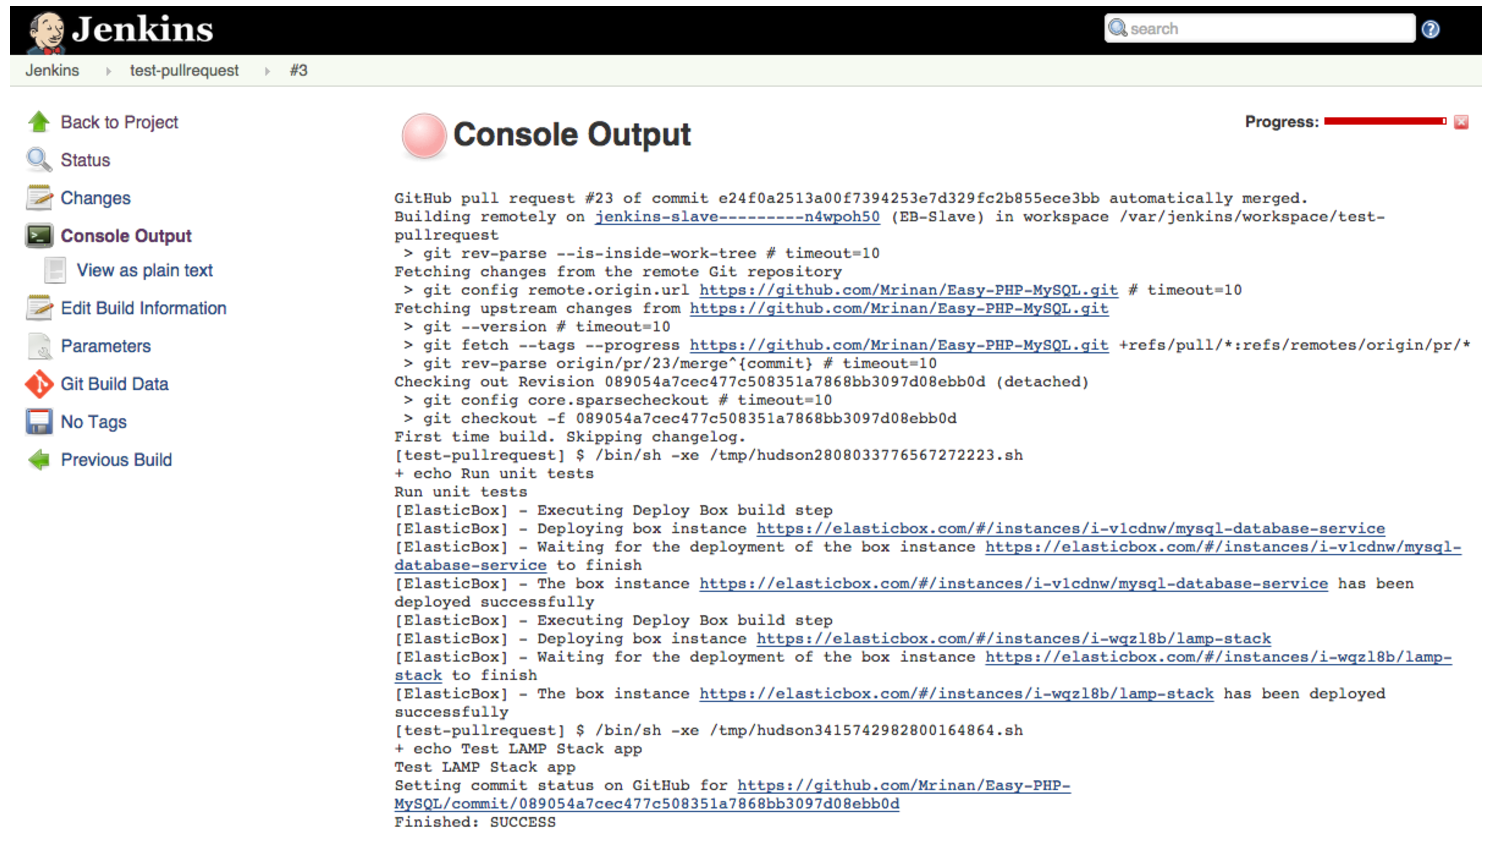 Jenkins
search
Jenkins test-pullrequest #3
Back to Project
Status
Changes
Console Output
View as plain text
Edit Build Information
Parameters
Git Build Data
No Tags
Previous Build
Console Output
Progress:
GitHub pull request #23 of commit e24f0a2513a00f7394253e7d329fc2b855ece3bb automatically merged.
Building remotely on jenkins-slave---------n4wpoh50 (EB-Slave) in workspace /var/jenkins/workspace/test-
pullrequest
> git rev-parse --is-inside-work-tree # timeout=10
Fetching changes from the remote Git repository
> git config remote.origin.url https://github.com/Mrinan/Easy-PHP-MySQL.git # timeout=10
Fetching upstream changes from https://github.com/Mrinan/Easy-PHP-MySQL.git
> git --version # timeout=10
> git fetch --tags --progress https://github.com/Mrinan/Easy-PHP-MySQL.git +refs/pull/*:refs/remotes/origin/pr/*
> git rev-parse origin/pr/23/merge^{commit} # timeout=10
Checking out Revision 089054a7cec477c508351a7868bb3097d08ebb0d (detached)
> git config core.sparsecheckout # timeout=10
> git checkout -f 089054a7cec477c508351a7868bb3097d08ebb0d
First time build. Skipping changelog.
[test-pullrequest] $ /bin/sh -xe /tmp/hudson2808033776567272223.sh
+ echo Run unit tests
Run unit tests
[ElasticBox] - Executing Deploy Box build step
[ElasticBox] - Deploying box instance https://elasticbox.com/#/instances/i-v1cdnw/mysql-database-service
[ElasticBox] - Waiting for the deployment of the box instance https://elasticbox.com/#/instances/i-v1cdnw/mysql-
database-service to finish
[ElasticBox] - The box instance https://elasticbox.com/#/instances/i-v1cdnw/mysql-database-service has been
deployed successfully
[ElasticBox] - Executing Deploy Box build step
[ElasticBox] - Deploying box instance https://elasticbox.com/#/instances/i-wqzl8b/lamp-stack
[ElasticBox] - Waiting for the deployment of the box instance https://elasticbox.com/#/instances/i-wqzl8b/lamp-
stack to finish
[ElasticBox] - The box instance https://elasticbox.com/#/instances/i-wqzl8b/lamp-stack has been deployed
successfully
[test-pullrequest] $ /bin/sh -xe /tmp/hudson3415742982800164864.sh
+ echo Test LAMP Stack app
Test LAMP Stack app
Setting commit status on GitHub for https://github.com/Mrinan/Easy-PHP-
MySQL/commit/089054a7cec477c508351a7868bb3097d08ebb0d
Finished: SUCCESS